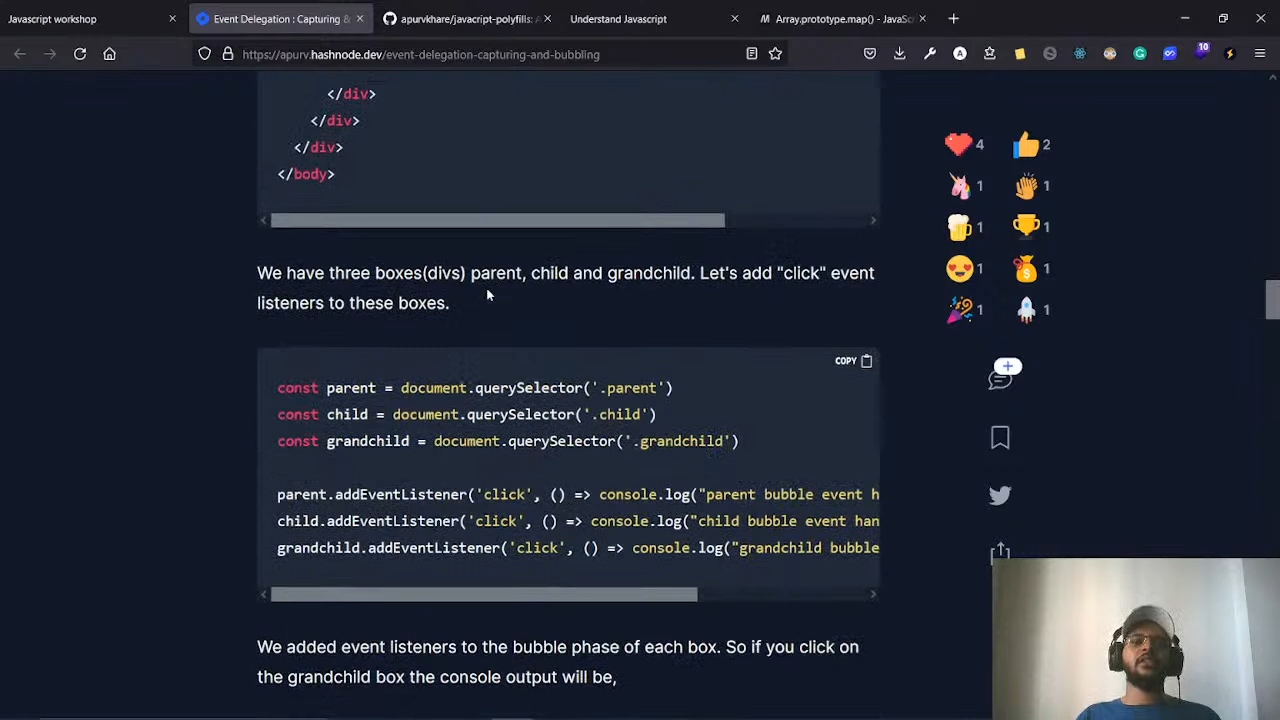 Javascript workshop
Event Delegation : Capturing &
apurvkhare/javacript-polyfills: A
Understand Javascript
Array.prototype.map() - JavaScr
https://apurv.hashnode.dev/event-delegation-capturing-and-bubbling
10
</div>
</div>
</div>
</body>
We have three boxes(divs) parent, child and grandchild. Let's add "click" event
listeners to these boxes.
COPY
const parent = document.querySelector('.parent')
const child = document.querySelector('.child')
const grandchild = document.querySelector('.grandchild')
parent.addEventListener('click', () => console.log("parent bubble event h
child.addEventListener('click', () => console.log("child bubble event han
grandchild.addEventListener('click', () => console.log("grandchild bubble
We added event listeners to the bubble phase of each box. So if you click on
the grandchild box the console output will be,
4 2
1 1
1 1
1 1
1 1